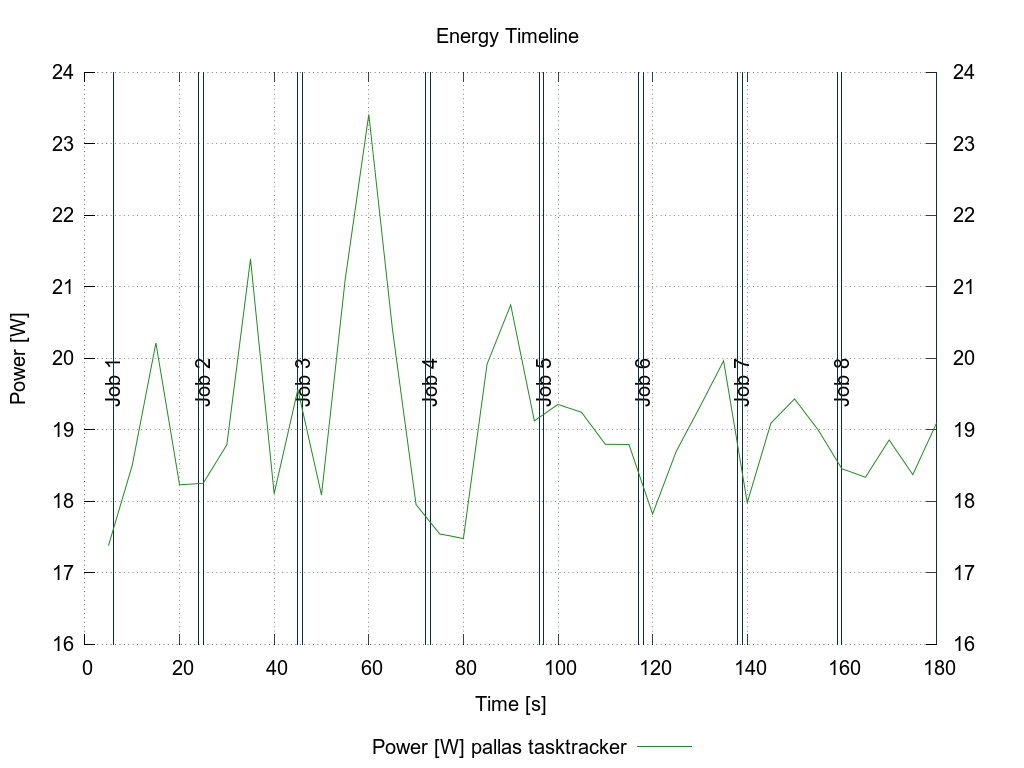 Energy Timeline
24 24
23 23
22 22
21 21
20 20
19 19
18 18
17 17
16 16
Power [W]
Job 1 Job 2 Job 3 Job 4 Job 5 Job 6 Job 7 Job 8
0 20 40 60 80 100 120 140 160 180
Time [s]
Power [W] pallas tasktracker